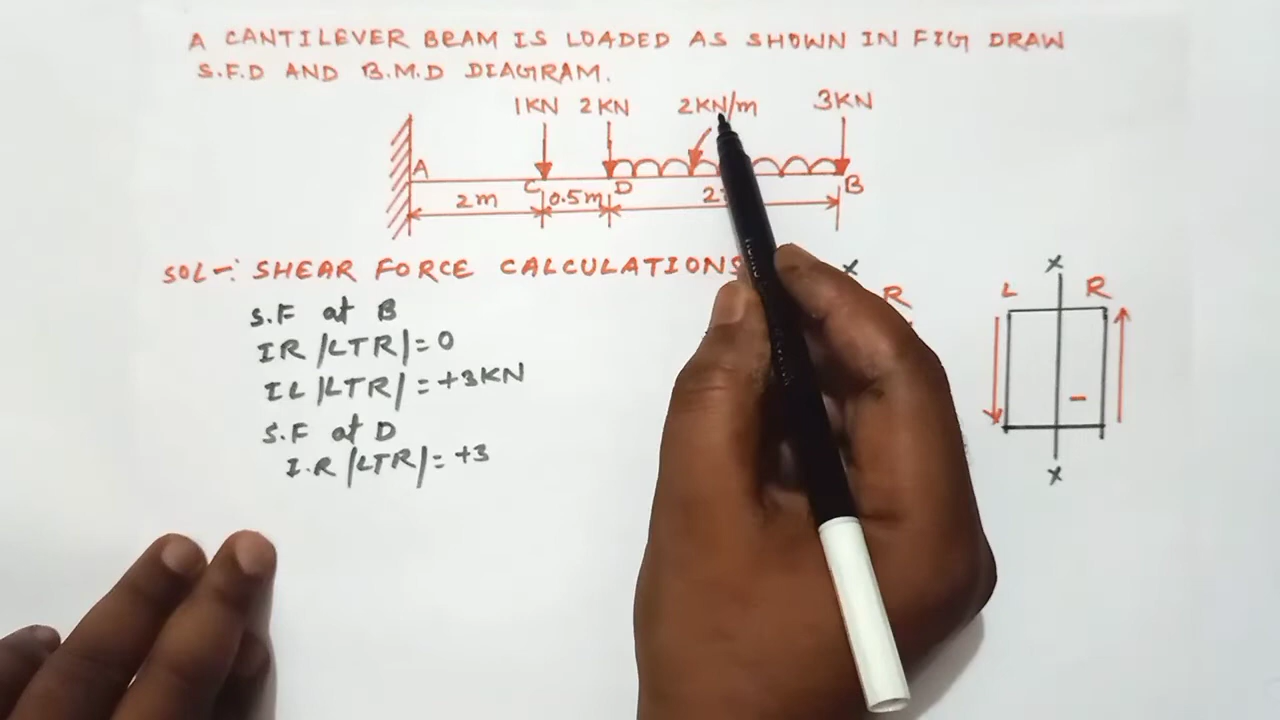 A CANTILEVER BEAM IS LOADED AS SHOWN IN FIG DRAW
S.F.D AND B.M.D DIAGRAM.
1KN 2KN 2KN/m 3KN
A C D B
2m 0.5m 2
SOL-: SHEAR FORCE CALCULATIONS
X X
R L R
S.F at B
IR/LTR/=0
IL/LTR/=+3KN
-
S.F at D
I.R/LTR/=+3
X